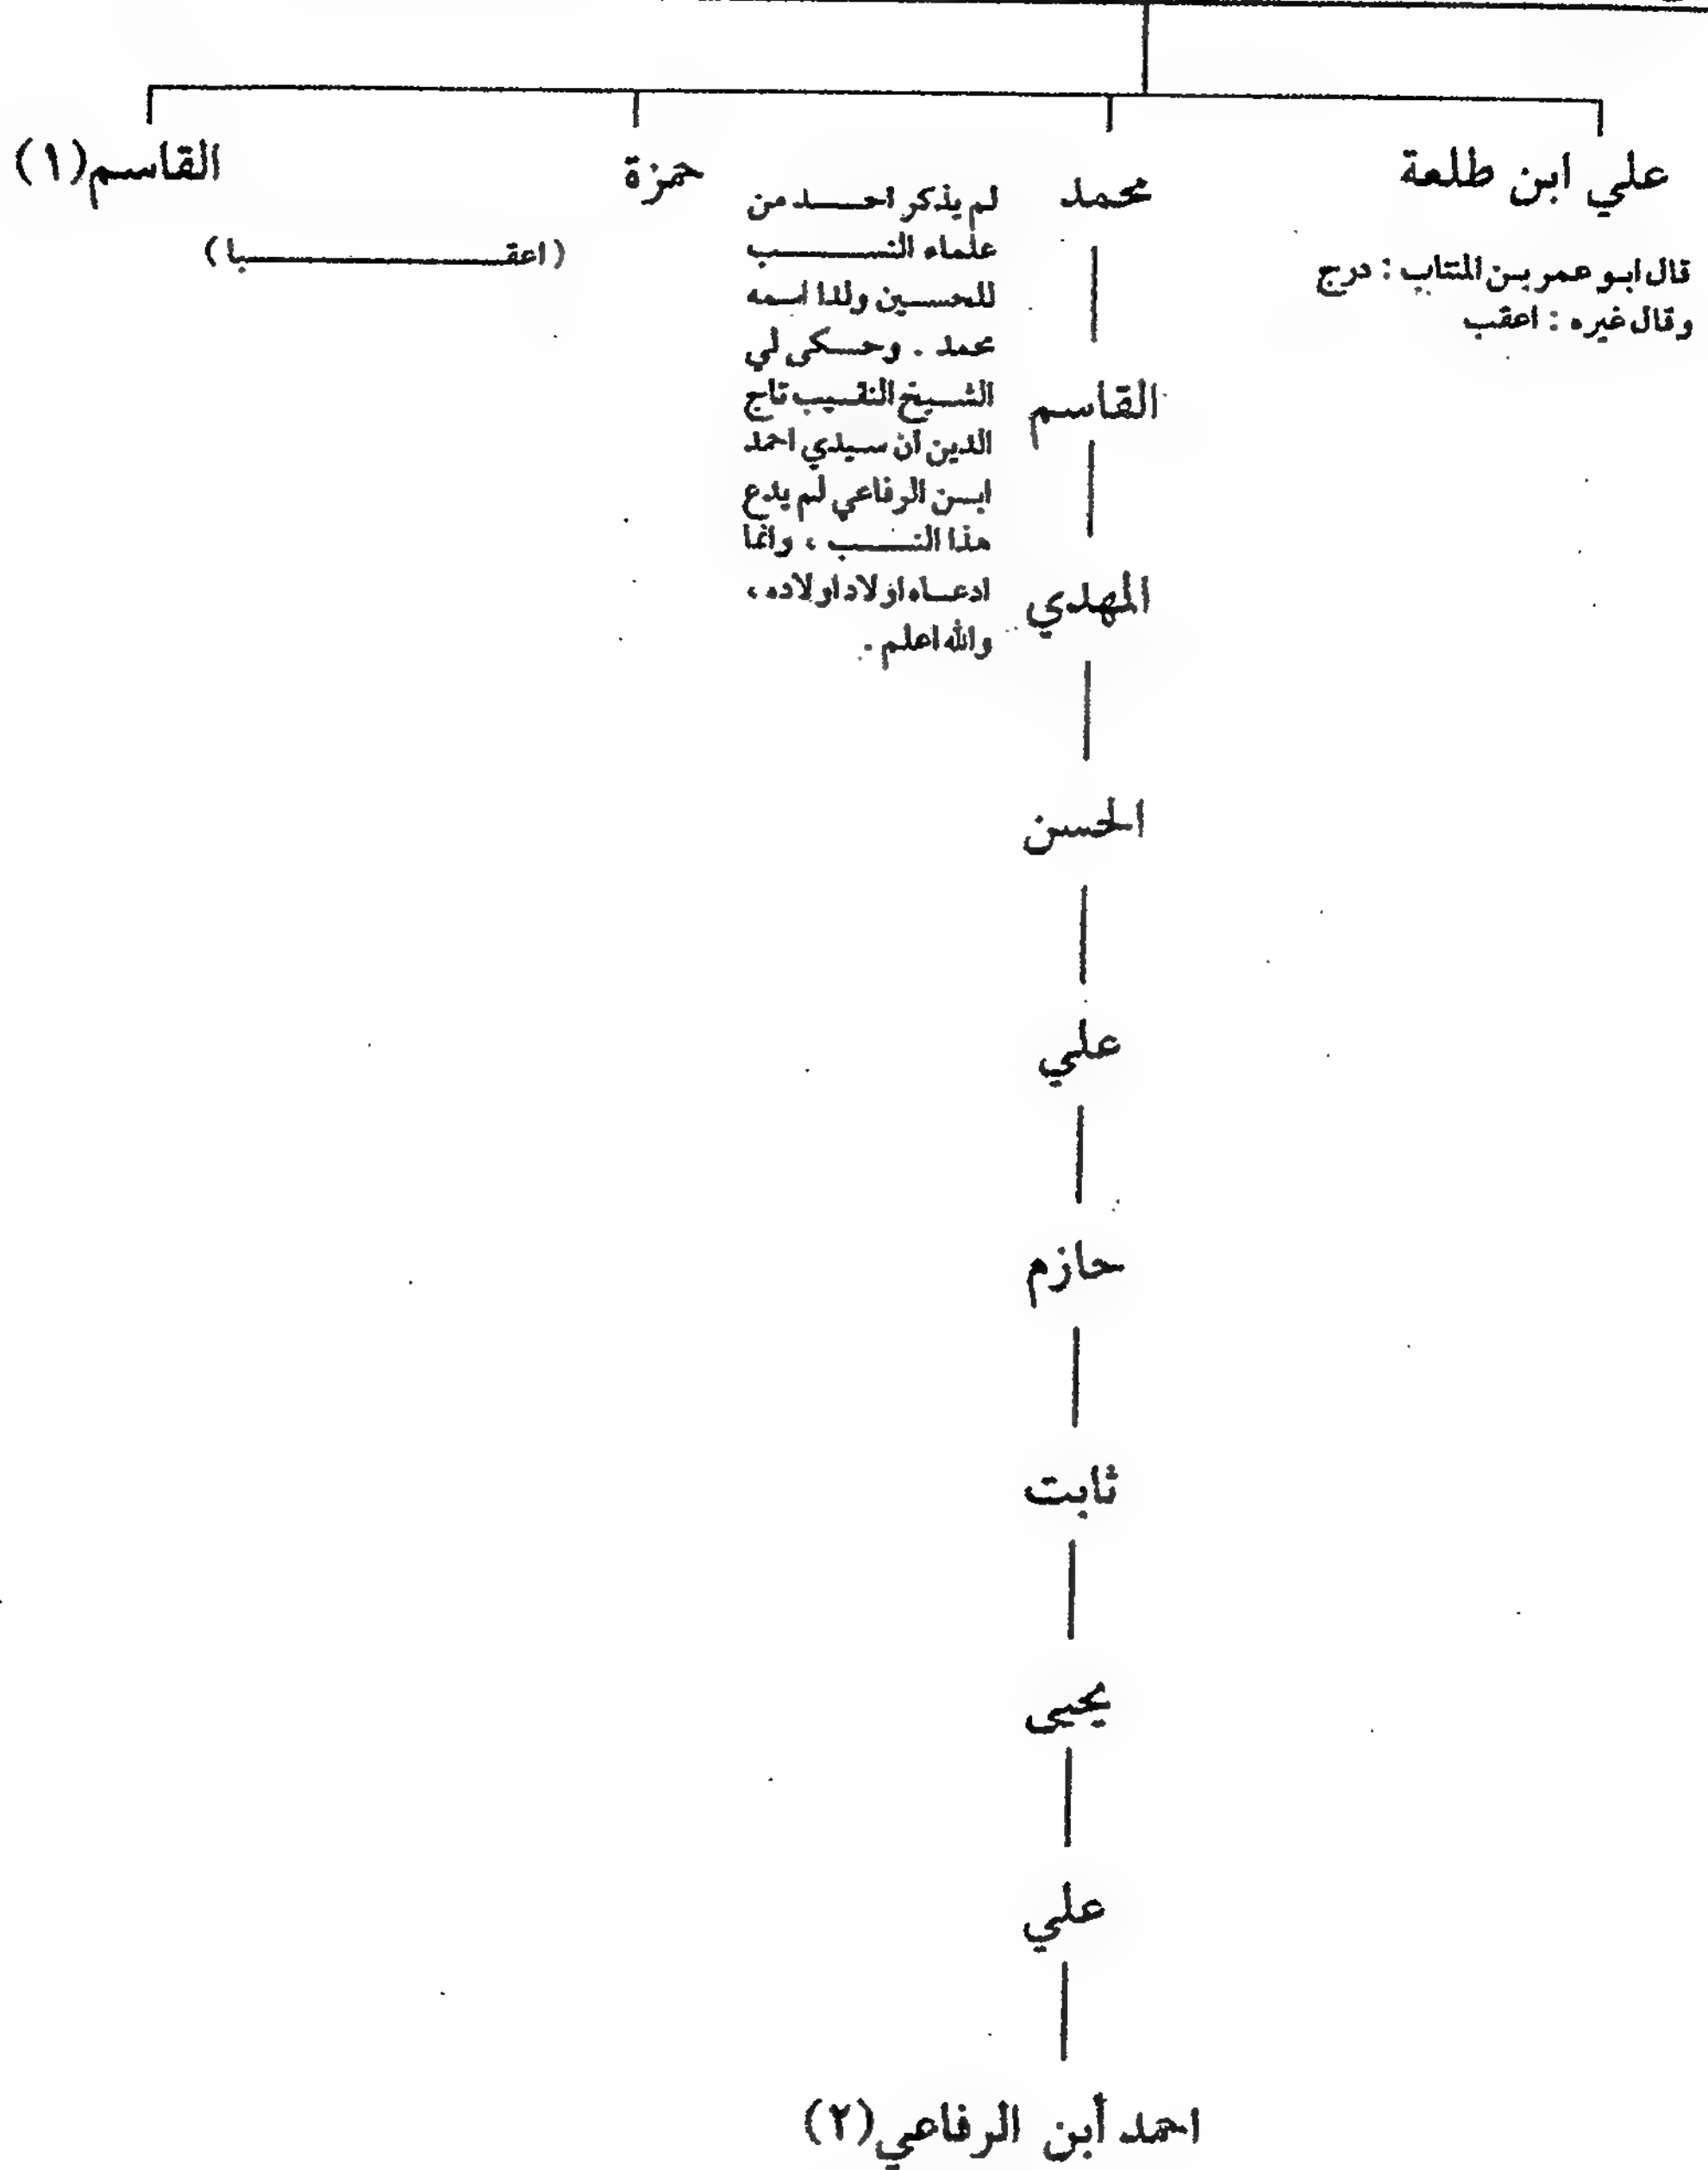 علي ابن طلعة
قال ابو عمر بن المنتاب : درج
وقال غيره : اعقب
محمد
لم يذكر احد من
علماء النسب
للحسين ولدا اسمه
محمد . وحكى لي
الشيخ النقيب تاج
الدين ان سيدي احمد
ابن الرفاعي لم يدع
هذا النسب ، وانما
ادعاه اولاد اولاده ،
والله اعلم .
حمزة
القاسم (١)
(اعقبا)
القاسم
المهدي
الحسن
علي
حازم
ثابت
يحيى
علي
احمد أبن الرفاعي (٢)